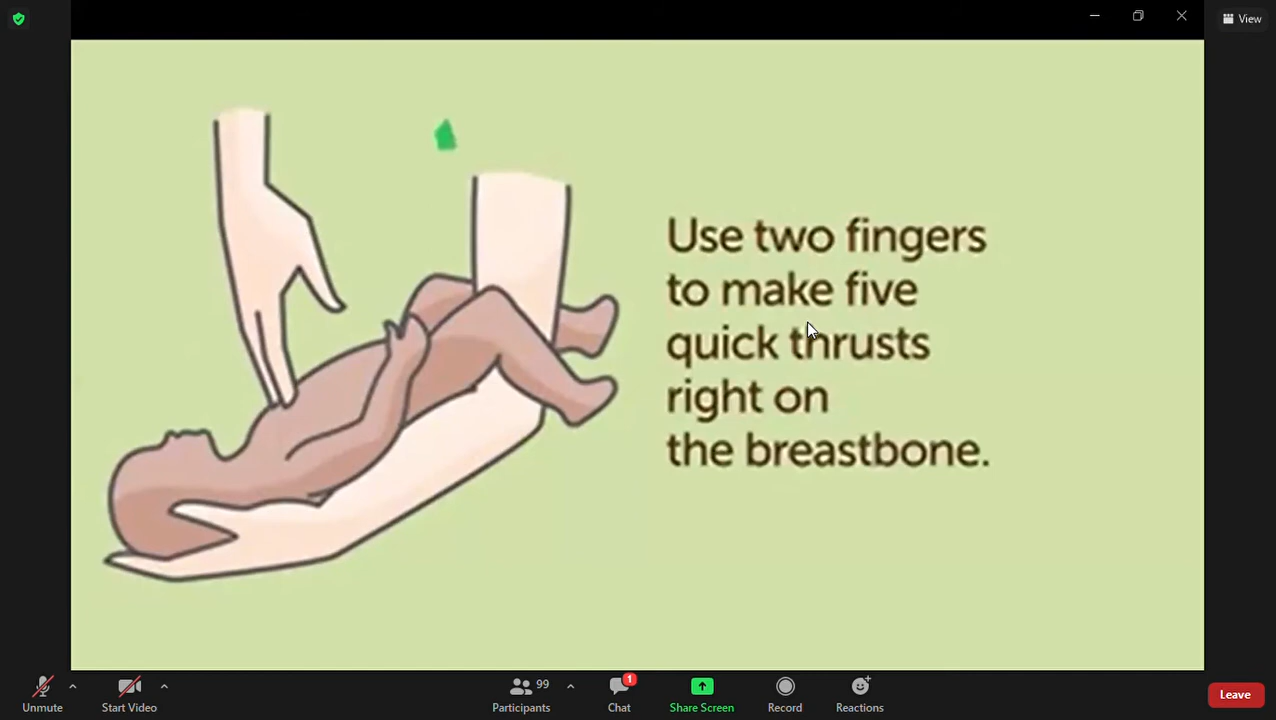 View
Use two fingers
to make five
quick thrusts
right on
the breastbone.
99
1
Unmute
Start Video
Participants
Chat
Share Screen
Record
Reactions
Leave